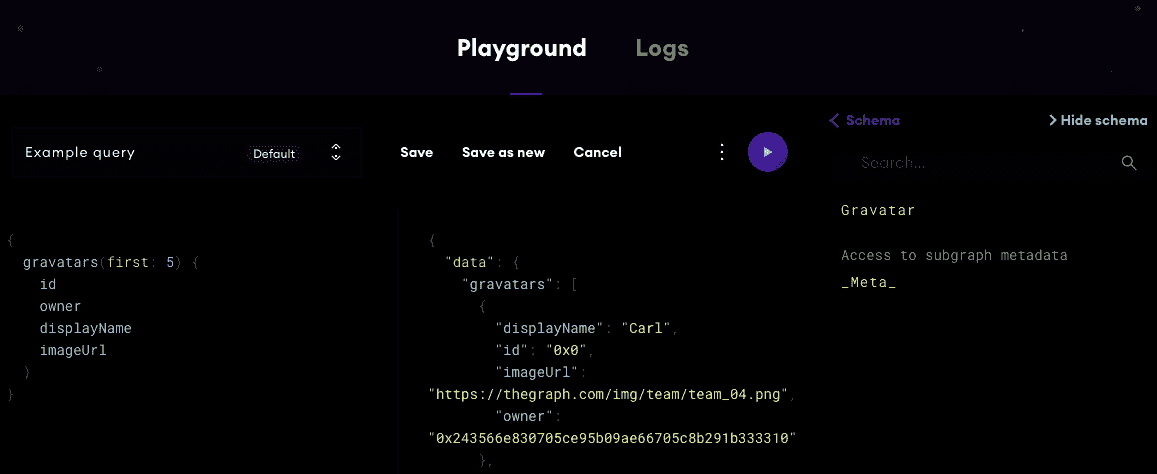 Playground
Logs
Example query
Default
Save
Save as new
Cancel
{
gravatars(first: 5) {
id
owner
displayName
imageUrl
}
}
{
"data": {
"gravatars": [
{
"displayName": "Carl",
"id": "0x0",
"imageUrl":
"https://thegraph.com/img/team/team_04.png",
"owner":
"0x243566e830705ce95b09ae66705c8b291b333310"
},
Schema
Hide schema
Search...
Gravatar
Access to subgraph metadata
_Meta_